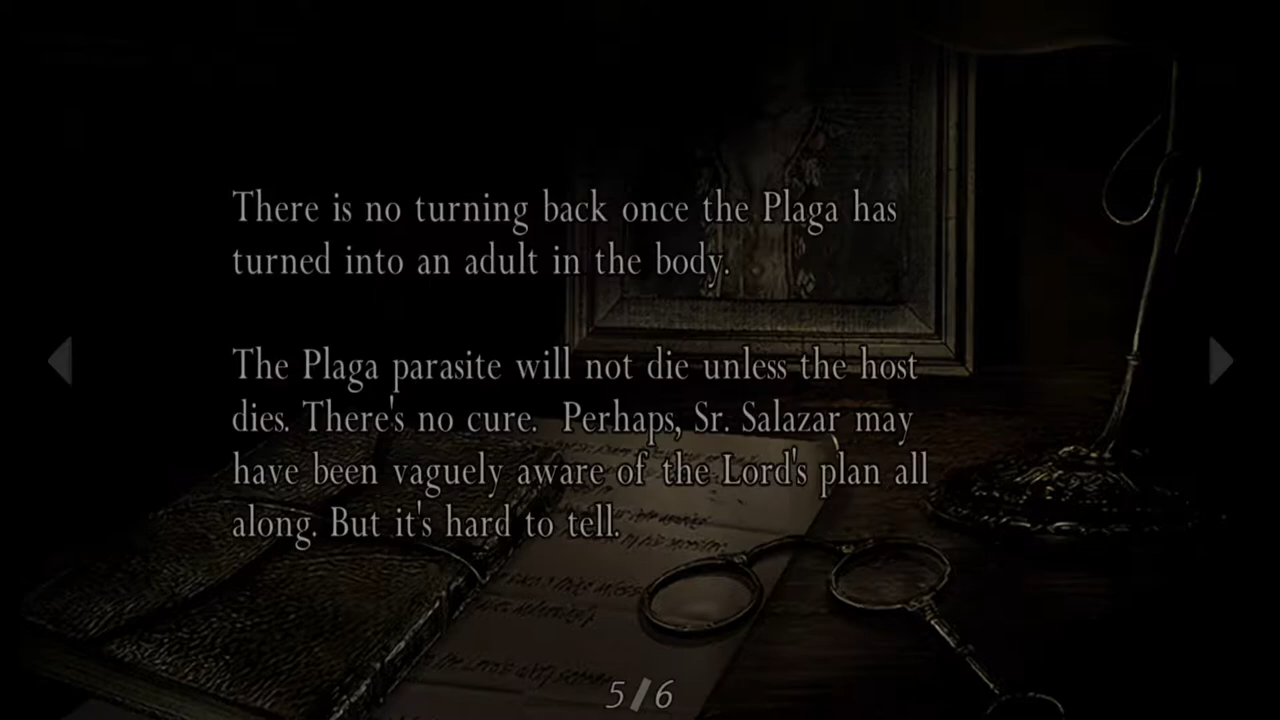 There is no turning back once the Plaga has
turned into an adult in the body.
The Plaga parasite will not die unless the host
dies. There's no cure.  Perhaps, Sr. Salazar may
have been vaguely aware of the Lord's plan all
along. But it's hard to tell.
5/6